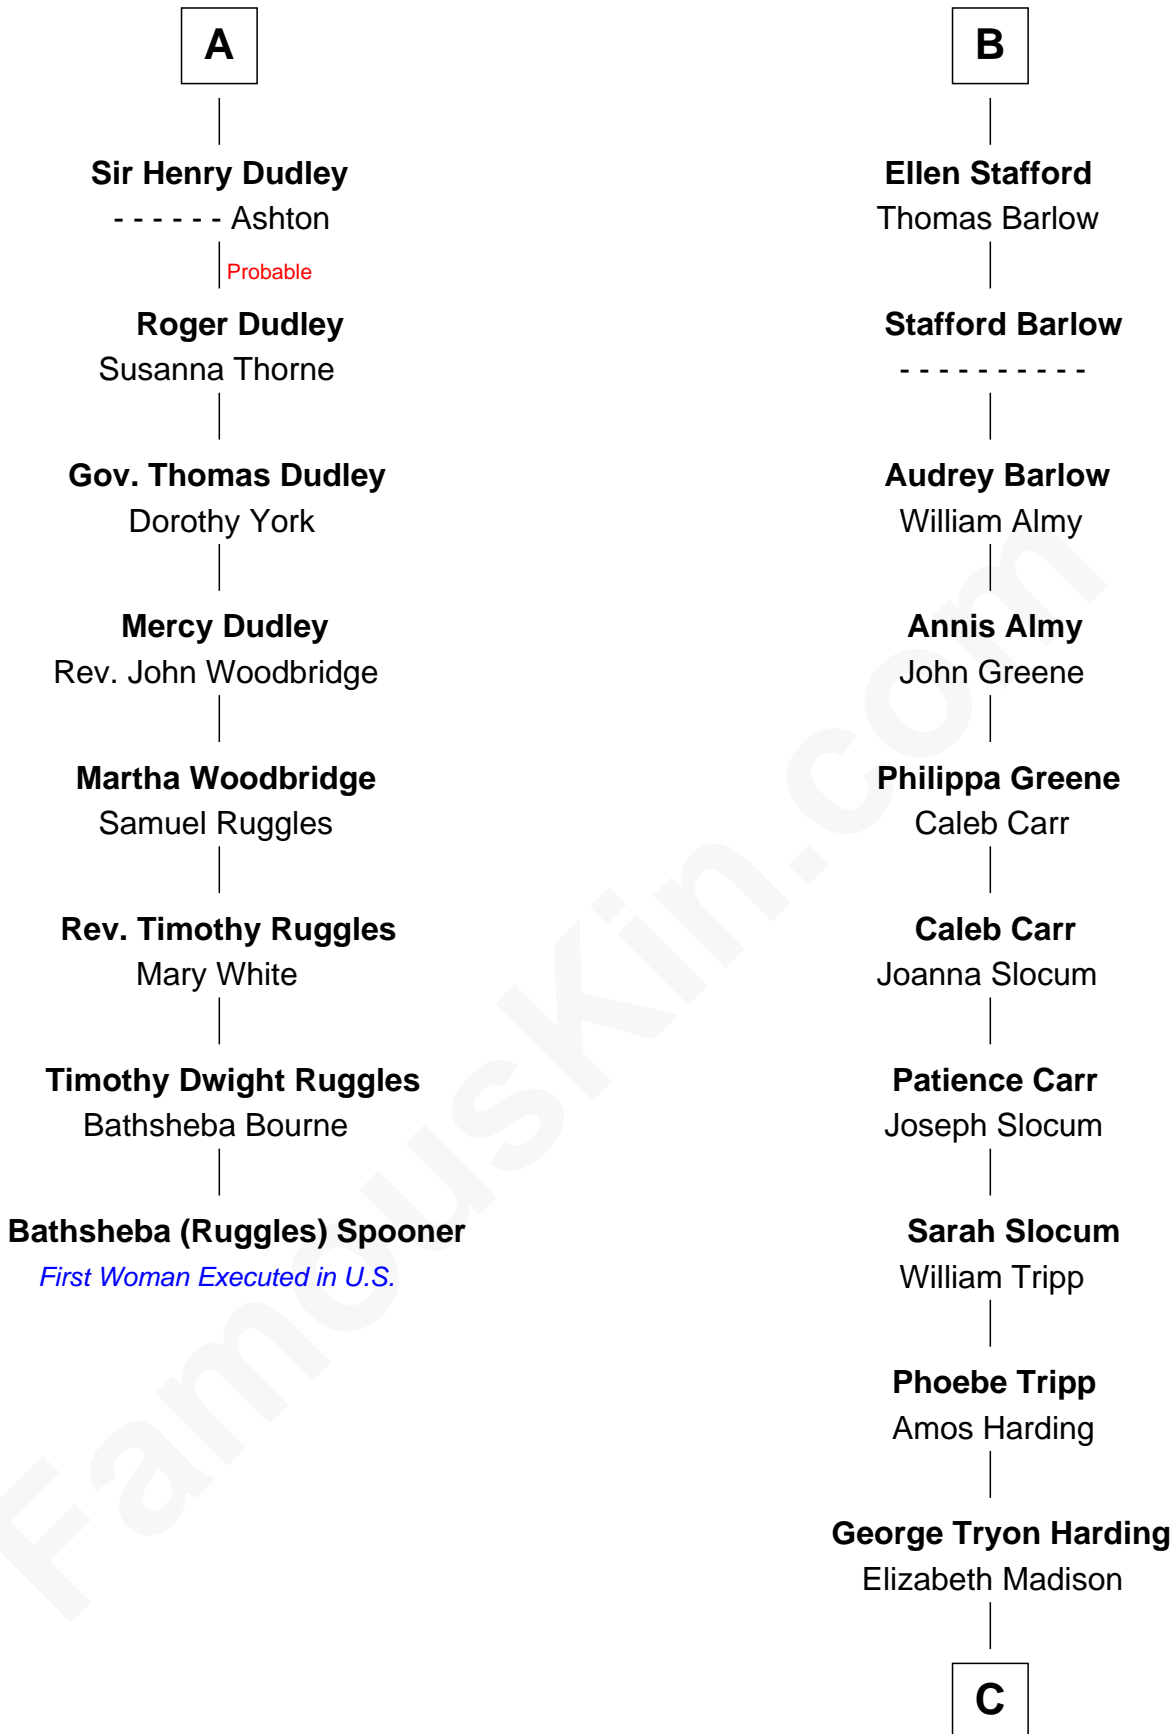 A
Sir Henry Dudley
- - - - - - Ashton
Probable
Roger Dudley
Susanna Thorne
Gov. Thomas Dudley
Dorothy York
Mercy Dudley
Rev. John Woodbridge
Martha Woodbridge
Samuel Ruggles
Rev. Timothy Ruggles
Mary White
Timothy Dwight Ruggles
Bathsheba Bourne
Bathsheba (Ruggles) Spooner
First Woman Executed in U.S.
B
Ellen Stafford
Thomas Barlow
Stafford Barlow
- - - - - - - - - -
Audrey Barlow
William Almy
Annis Almy
John Greene
Philippa Greene
Caleb Carr
Caleb Carr
Joanna Slocum
Patience Carr
Joseph Slocum
Sarah Slocum
William Tripp
Phoebe Tripp
Amos Harding
George Tryon Harding
Elizabeth Madison
C
FamousKin.com